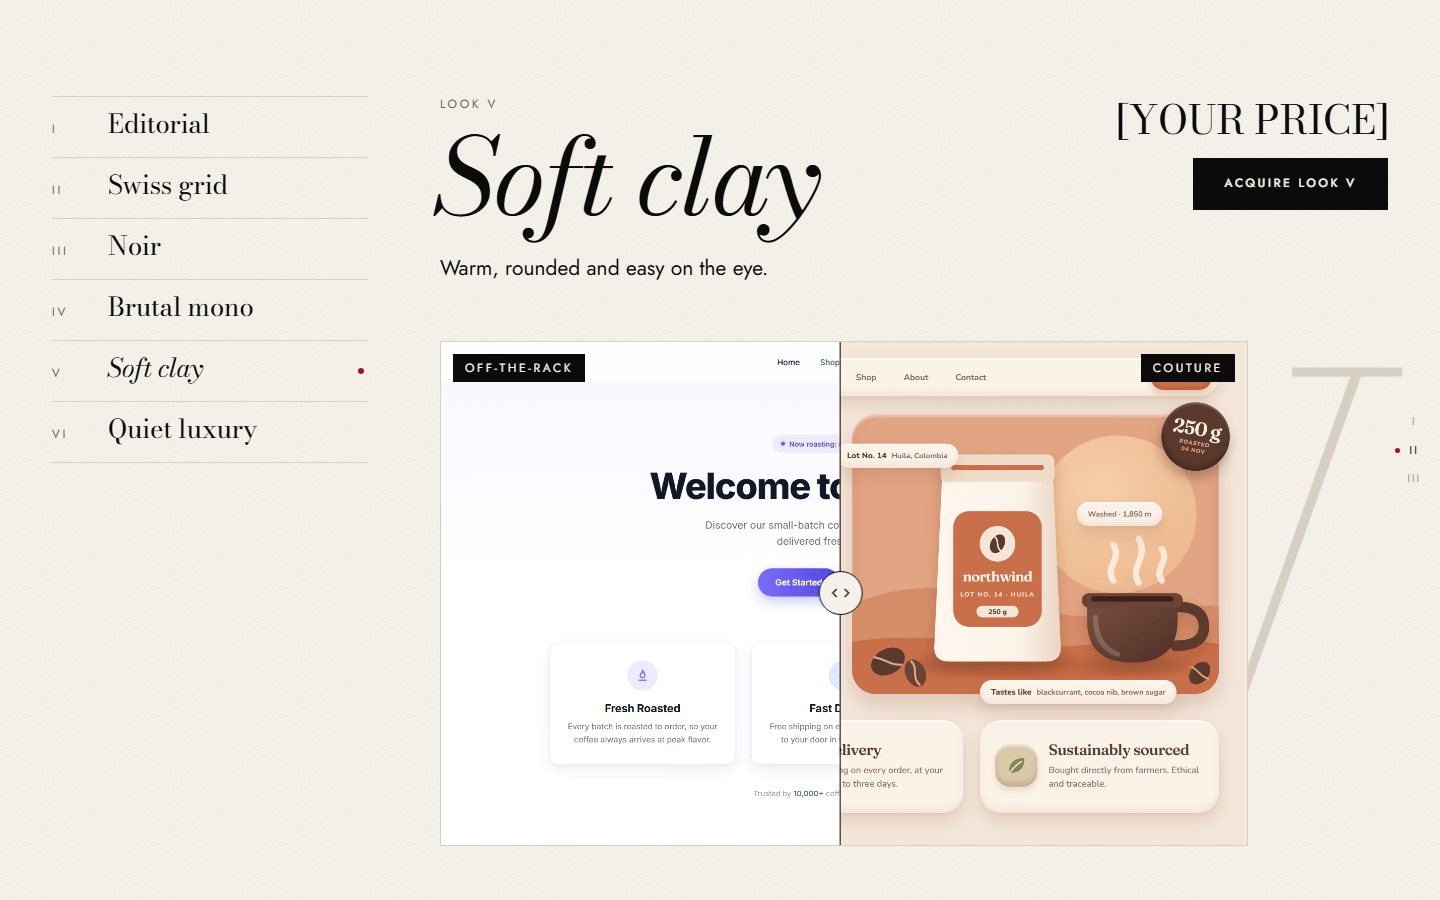 I Editorial
II Swiss grid
III Noir
IV Brutal mono
V Soft clay
VI Quiet luxury
LOOK V
Soft clay
Warm, rounded and easy on the eye.
[YOUR PRICE]
ACQUIRE LOOK V
OFF-THE-RACK
Home Shop
Now roasting:
Welcome to
Discover our small-batch
delivered
Get Started
Fresh Roasted
Every batch is roasted to order, so your
coffee always arrives at peak flavor.
Fast
Free shipping on
to your door in
Trusted by 10,000+
COUTURE
Shop About Contact
250 g
ROASTED
04 NOV
Lot No. 14 Huila, Colombia
Washed · 1,850 m
northwind
LOT NO. 14 · HUILA
250 g
Tastes like blackcurrant, cocoa nib, brown sugar
on every order, at your
to three days.
Sustainably sourced
Bought directly from farmers. Ethical
and traceable.
I
II
III